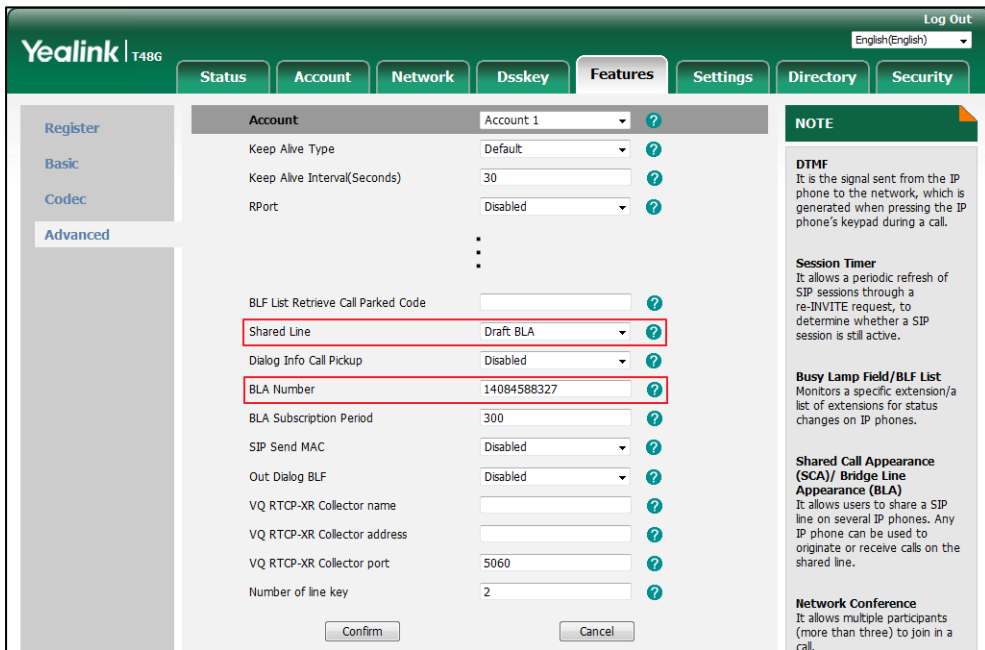 Log Out
Yealink | T48G
English(English)
Status Account Network Dsskey Features Settings Directory Security
Register
Basic
Codec
Advanced
Account Account 1 ?
Keep Alive Type Default ?
Keep Alive Interval(Seconds) 30 ?
RPort Disabled ?
BLF List Retrieve Call Parked Code ?
Shared Line Draft BLA ?
Dialog Info Call Pickup Disabled ?
BLA Number 14084588327 ?
BLA Subscription Period 300 ?
SIP Send MAC Disabled ?
Out Dialog BLF Disabled ?
VQ RTCP-XR Collector name ?
VQ RTCP-XR Collector address ?
VQ RTCP-XR Collector port 5060 ?
Number of line key 2 ?
Confirm Cancel
NOTE
DTMF
It is the signal sent from the IP
phone to the network, which is
generated when pressing the IP
phone's keypad during a call.
Session Timer
It allows a periodic refresh of
SIP sessions through a
re-INVITE request, to
determine whether a SIP
session is still active.
Busy Lamp Field/BLF List
Monitors a specific extension/a
list of extensions for status
changes on IP phones.
Shared Call Appearance
(SCA)/ Bridge Line
Appearance (BLA)
It allows users to share a SIP
line on several IP phones. Any
IP phone can be used to
originate or receive calls on the
shared line.
Network Conference
It allows multiple participants
(more than three) to join in a
call.